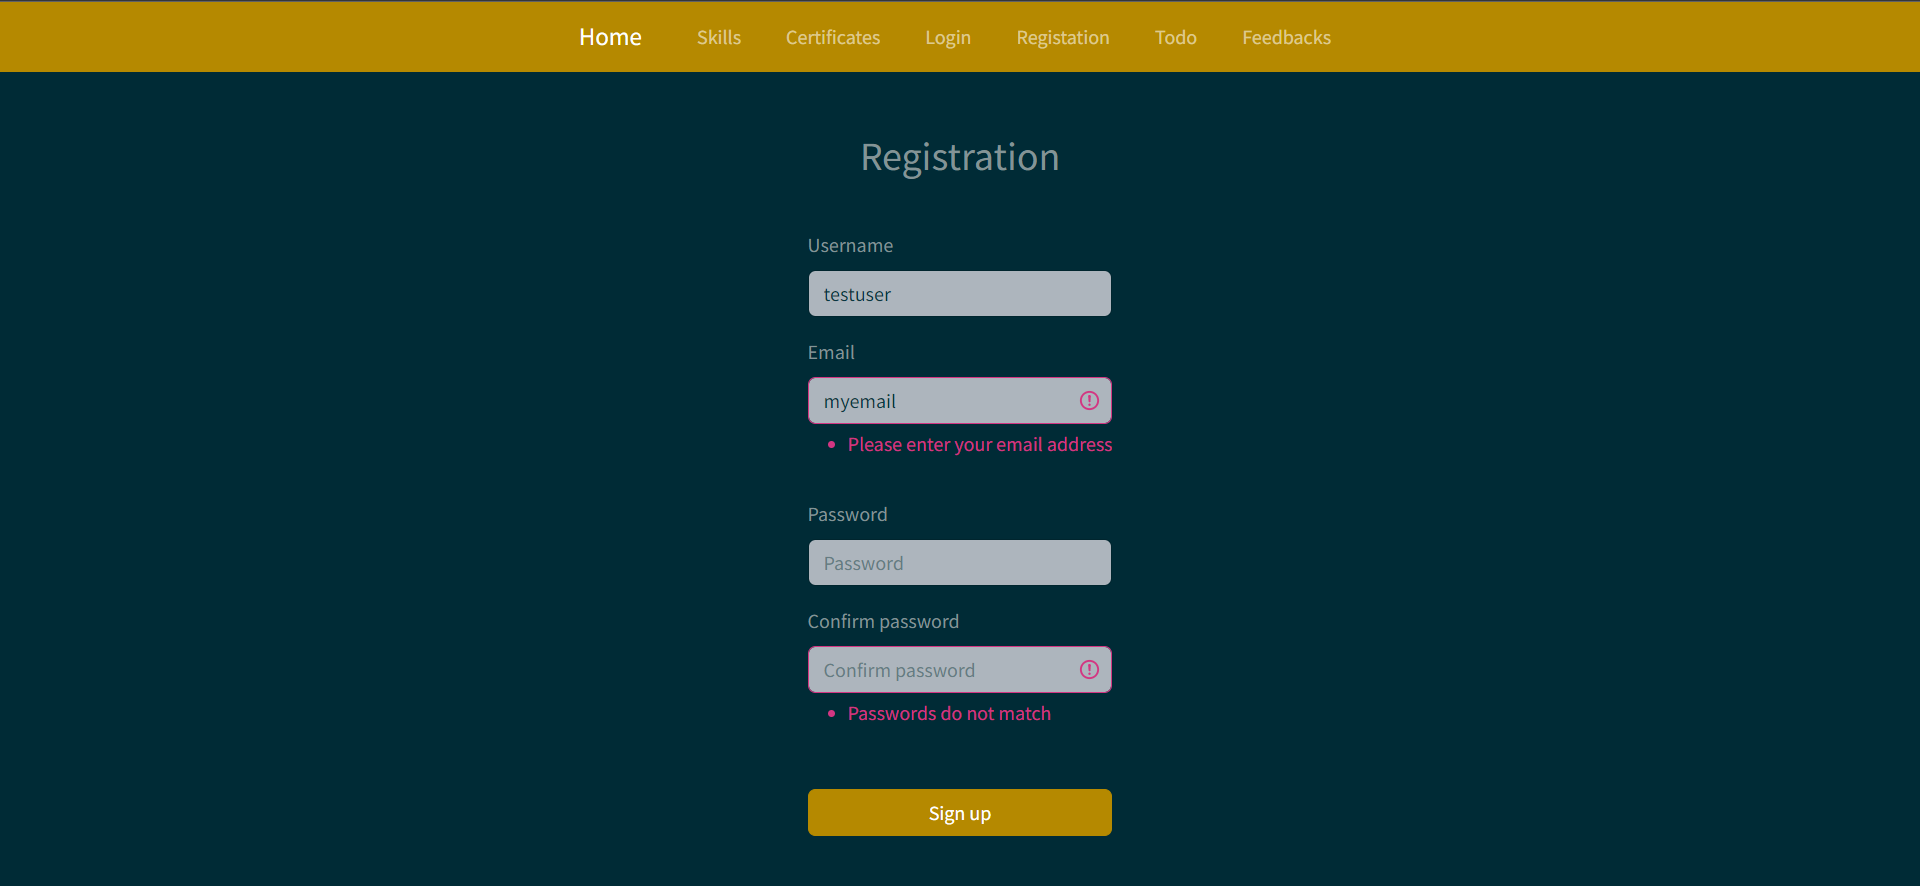 Home Skills Certificates Login Registation Todo Feedbacks
Registration
Username
testuser
Email
myemail
Please enter your email address
Password
Password
Confirm password
Confirm password
Passwords do not match
Sign up